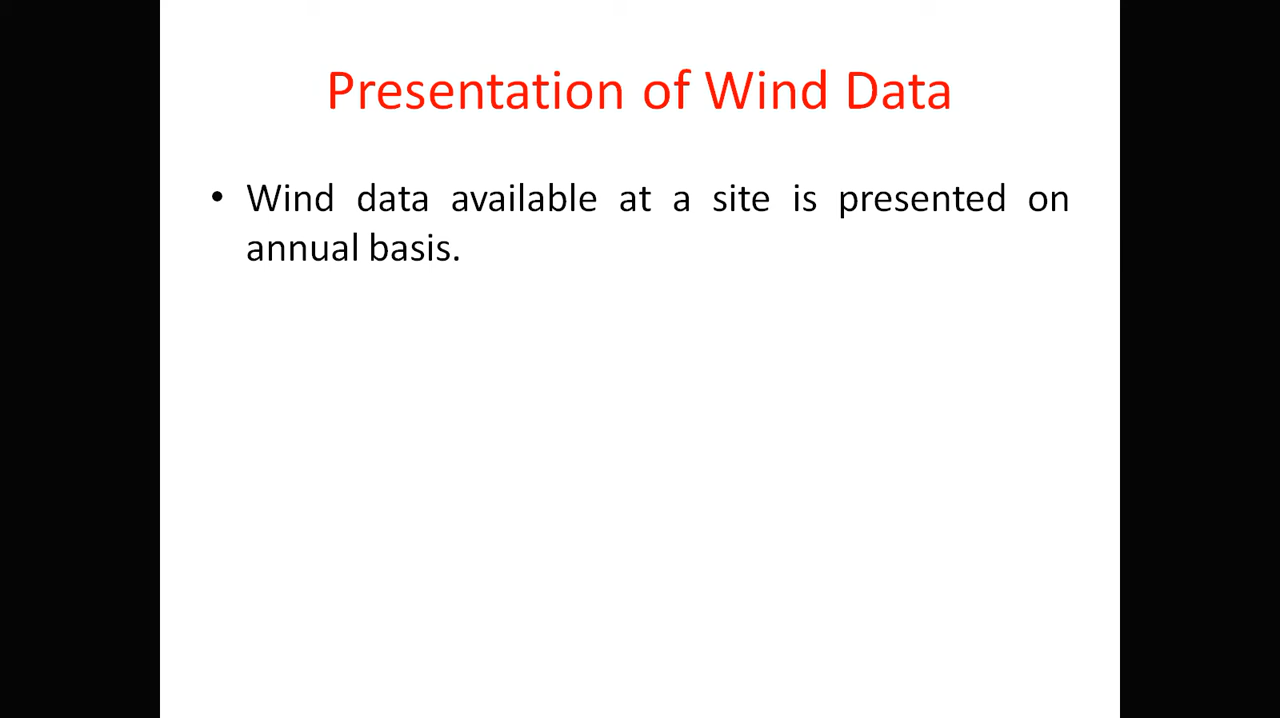 Presentation of Wind Data
• Wind data available at a site is presented on
annual basis.